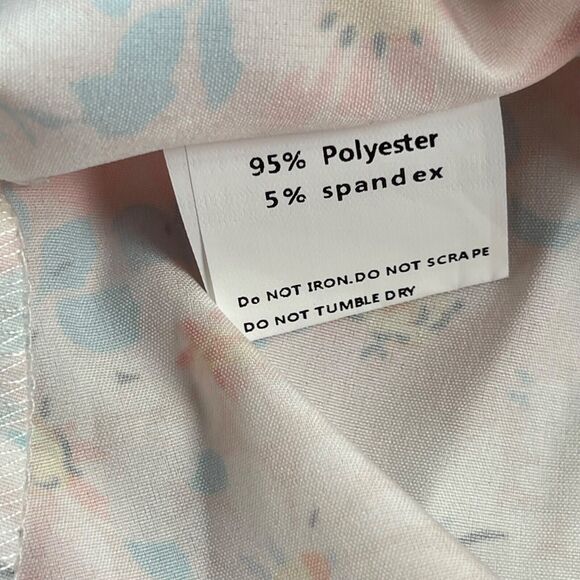 95% Polyester
5% spandex
Do NOT IRON.DO NOT SCRAPE
DO NOT TUMBLE DRY